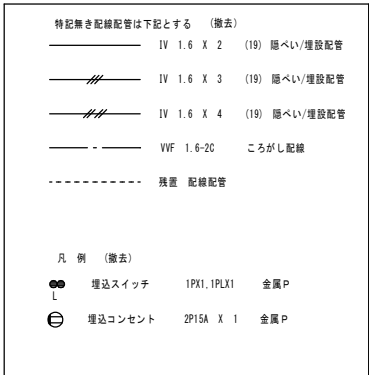 特記無き配線配管は下記とする (撤去)
IV 1.6 X 2 (19) 隠ぺい/埋設配管
IV 1.6 X 3 (19) 隠ぺい/埋設配管
IV 1.6 X 4 (19) 隠ぺい/埋設配管
VVF 1.6-2C ころがし配線
残置 配線配管
凡 例 (撤去)
埋込スイッチ 1PX1,1PLX1 金属P
L
埋込コンセント 2P15A X 1 金属P